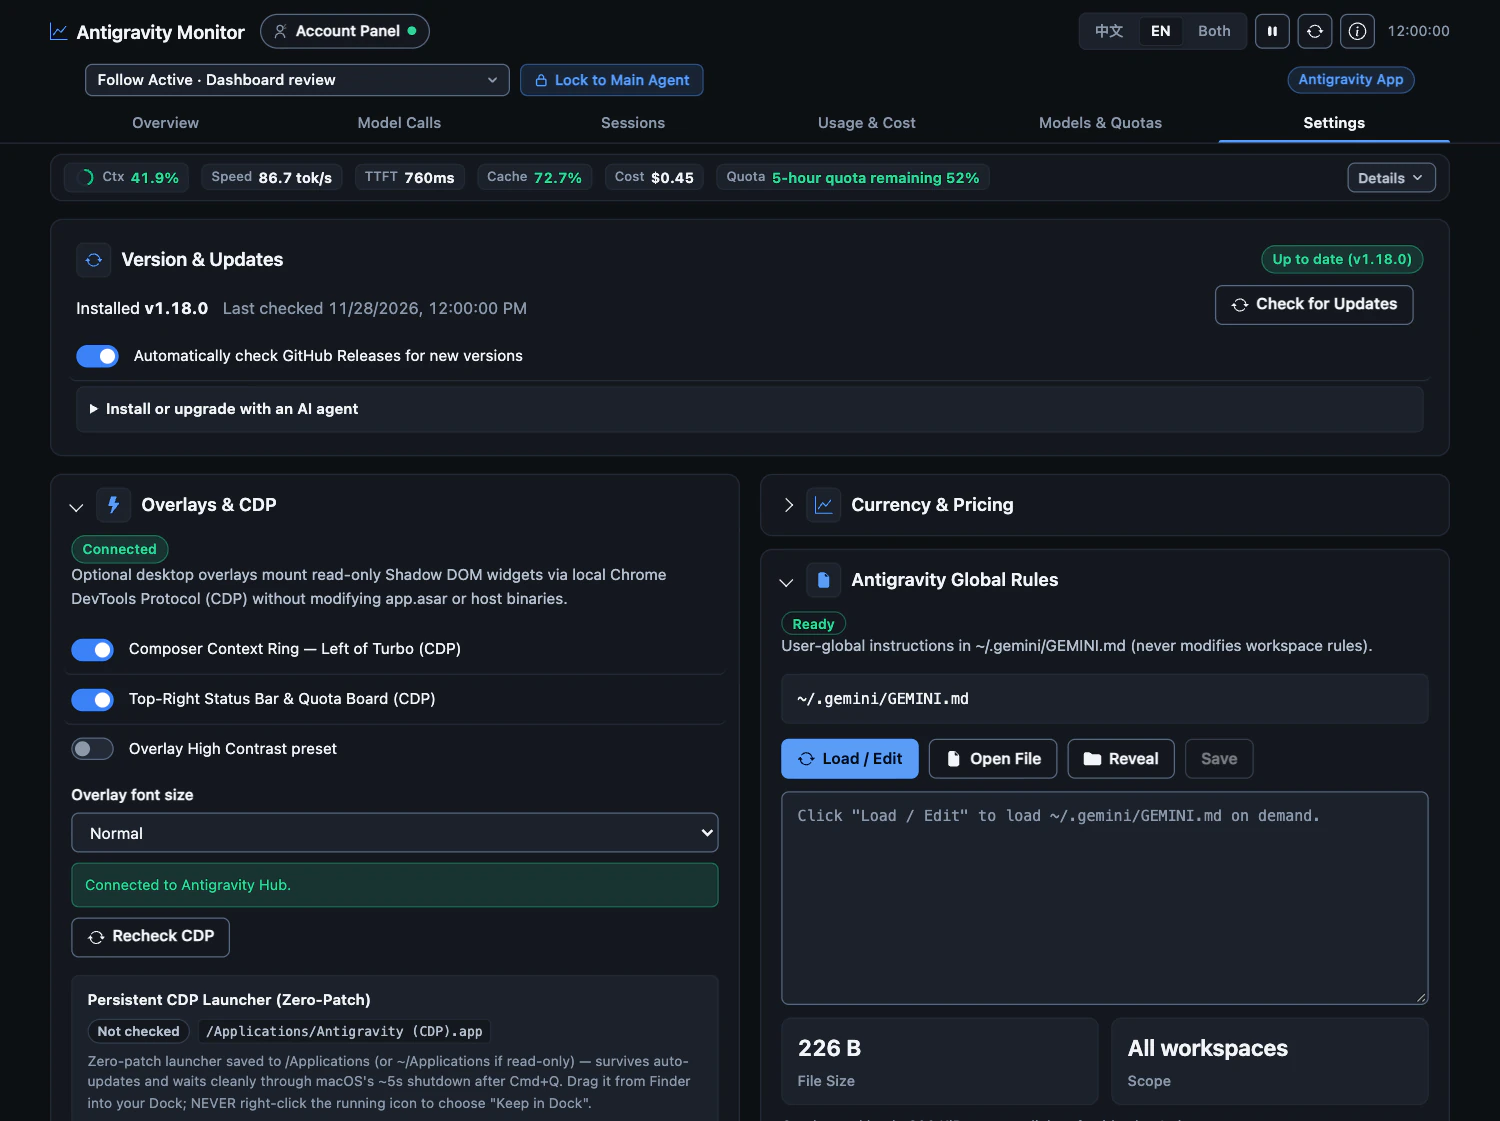 Antigravity Monitor
Account Panel
中文 EN Both
12:00:00
Follow Active · Dashboard review
Lock to Main Agent
Antigravity App
Overview Model Calls Sessions Usage & Cost Models & Quotas Settings
Ctx 41.9% Speed 86.7 tok/s TTFT 760ms Cache 72.7% Cost $0.45 Quota 5-hour quota remaining 52% Details
Version & Updates
Up to date (v1.18.0)
Installed v1.18.0 Last checked 11/28/2026, 12:00:00 PM
Check for Updates
Automatically check GitHub Releases for new versions
Install or upgrade with an AI agent
Overlays & CDP
Connected
Optional desktop overlays mount read-only Shadow DOM widgets via local Chrome
DevTools Protocol (CDP) without modifying app.asar or host binaries.
Composer Context Ring — Left of Turbo (CDP)
Top-Right Status Bar & Quota Board (CDP)
Overlay High Contrast preset
Overlay font size
Normal
Connected to Antigravity Hub.
Recheck CDP
Persistent CDP Launcher (Zero-Patch)
Not checked /Applications/Antigravity (CDP).app
Zero-patch launcher saved to /Applications (or ~/Applications if read-only) — survives auto-
updates and waits cleanly through macOS's ~5s shutdown after Cmd+Q. Drag it from Finder
into your Dock; NEVER right-click the running icon to choose "Keep in Dock".
Currency & Pricing
Antigravity Global Rules
Ready
User-global instructions in ~/.gemini/GEMINI.md (never modifies workspace rules).
~/.gemini/GEMINI.md
Load / Edit Open File Reveal Save
Click "Load / Edit" to load ~/.gemini/GEMINI.md on demand.
226 B
File Size
All workspaces
Scope